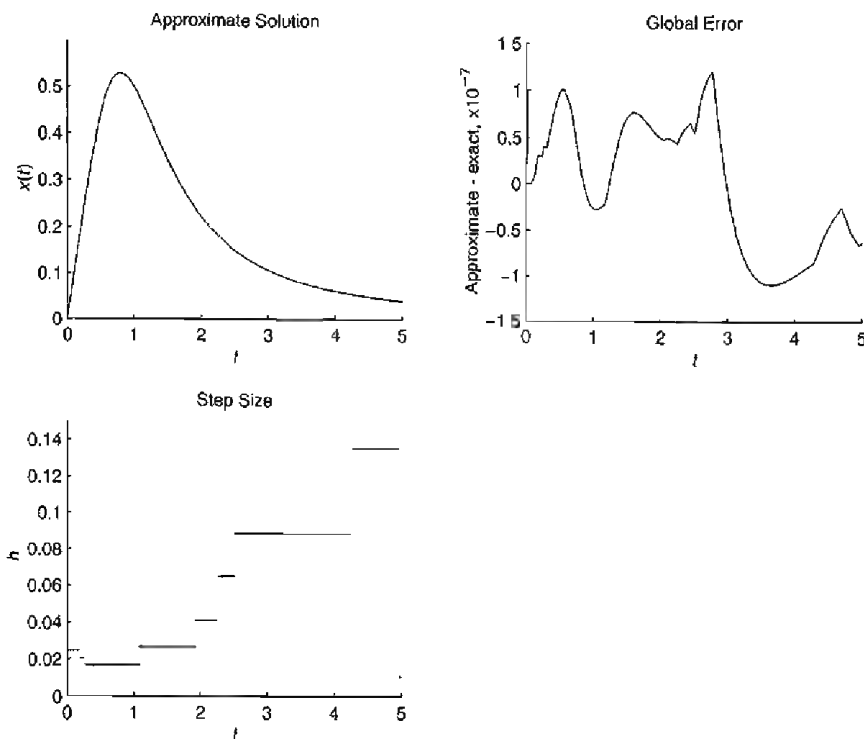 Approximate Solution
x(t)
0.5
0.4
0.3
0.2
0.1
0
0 1 2 3 4 5
t
Global Error
Approximate - exact, x10−7
1 5
1
0.5
0
−0.5
−1
−1 5
0 1 2 3 4 5
t
Step Size
h
0.14
0.12
0.1
0.08
0.06
0.04
0.02
0
0 1 2 3 4 5
t